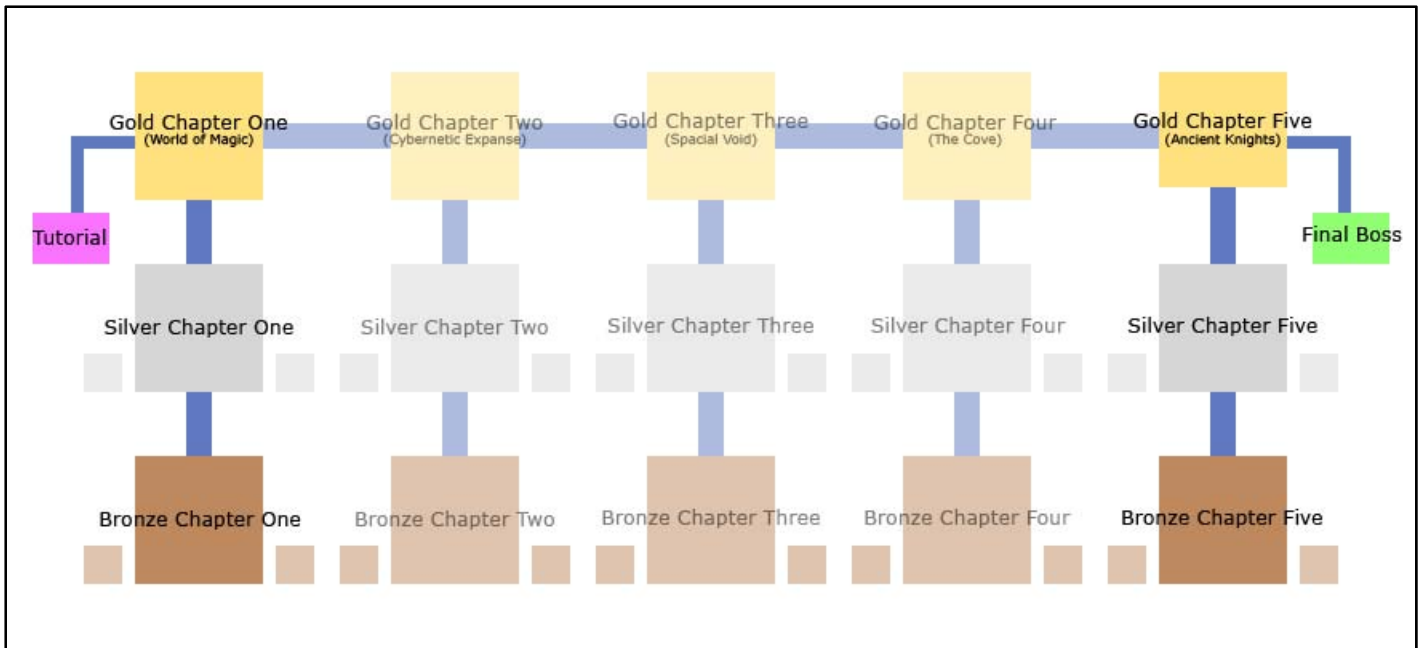 Gold Chapter One
(World of Magic)
Gold Chapter Two
(Cybernetic Expanse)
Gold Chapter Three
(Spacial Void)
Gold Chapter Four
(The Cove)
Gold Chapter Five
(Ancient Knights)
Tutorial
Final Boss
Silver Chapter One
Silver Chapter Two
Silver Chapter Three
Silver Chapter Four
Silver Chapter Five
Bronze Chapter One
Bronze Chapter Two
Bronze Chapter Three
Bronze Chapter Four
Bronze Chapter Five